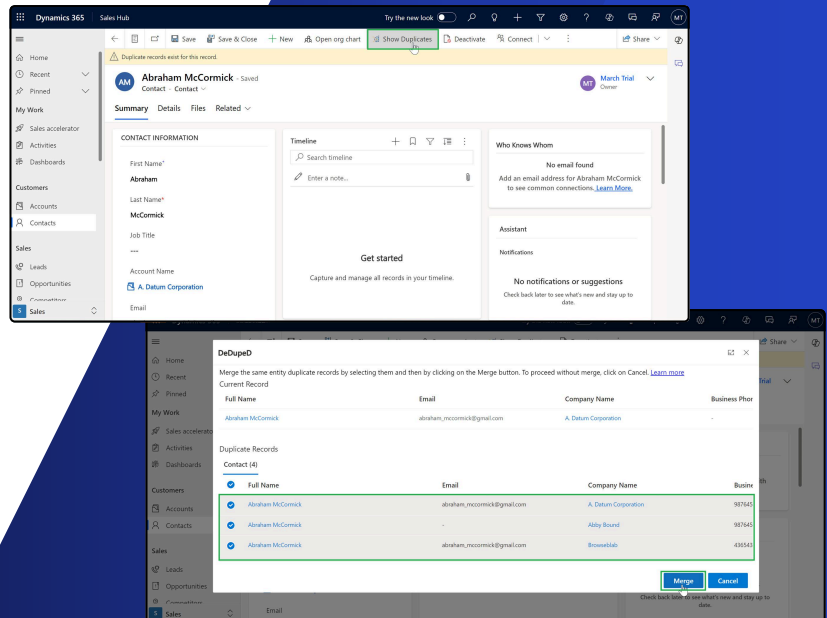 Dynamics 365 Sales Hub Try the new look MT
Save Save & Close New Open org chart Show Duplicates Deactivate Connect Share
Duplicate records exist for this record.
Home
Recent
Pinned
My Work
Sales accelerator
Activities
Dashboards
Customers
Accounts
Contacts
Sales
Leads
Opportunities
Competitors
S Sales
AM Abraham McCormick - Saved
Contact · Contact
MT March Trial
Owner
Summary Details Files Related
CONTACT INFORMATION
First Name*
Abraham
Last Name*
McCormick
Job Title
---
Account Name
A. Datum Corporation
Email
Timeline
Search timeline
Enter a note...
Get started
Capture and manage all records in your timeline.
Who Knows Whom
No email found
Add an email address for Abraham McCormick
to see common connections. Learn More.
Assistant
Notifications
No notifications or suggestions
Check back later to see what's new and stay up to
date.
MT
Share
Home
Recent
Pinned
My Work
Sales accelerato
Activities
Dashboards
Customers
Accounts
Contacts
Sales
Leads
Opportunities
Competitors
S Sales
Trial
ith
DeDupeD
Merge the same entity duplicate records by selecting them and then by clicking on the Merge button. To proceed without merge, click on Cancel. Learn more
Current Record
Full Name Email Company Name Business Phor
Abraham McCormick abraham_mccormick@gmail.com A. Datum Corporation -
Duplicate Records
Contact (4)
Full Name Email Company Name Busine
Abraham McCormick abraham_mccormick@gmail.com A. Datum Corporation 987645
Abraham McCormick - Abby Bound 987645
Abraham McCormick abraham_mccormick@gmail.com Browseblab 436543
Merge Cancel
Check back later to see what's new and stay up to
date.
Email